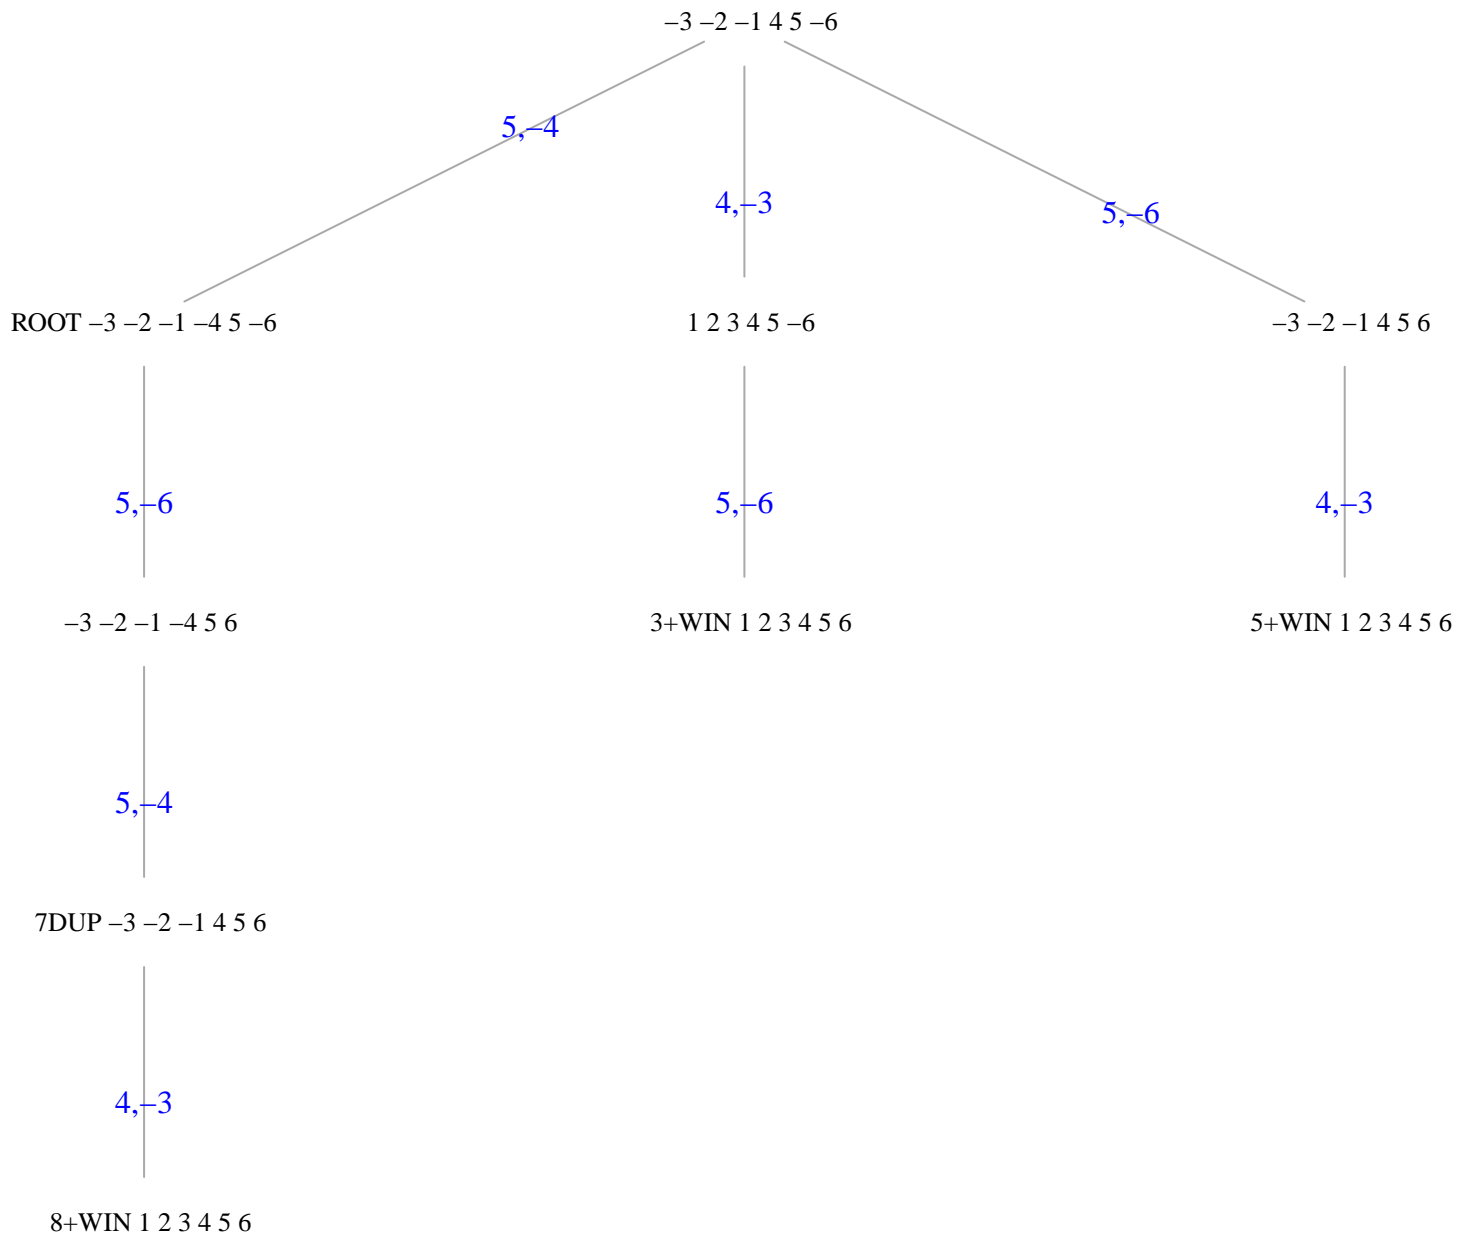 –3 –2 –1 4 5 –6
5,–4
4,–3
5,–6
ROOT –3 –2 –1 –4 5 –6
1 2 3 4 5 –6
–3 –2 –1 4 5 6
5,–6
5,–6
4,–3
–3 –2 –1 –4 5 6
3+WIN 1 2 3 4 5 6
5+WIN 1 2 3 4 5 6
5,–4
7DUP –3 –2 –1 4 5 6
4,–3
8+WIN 1 2 3 4 5 6